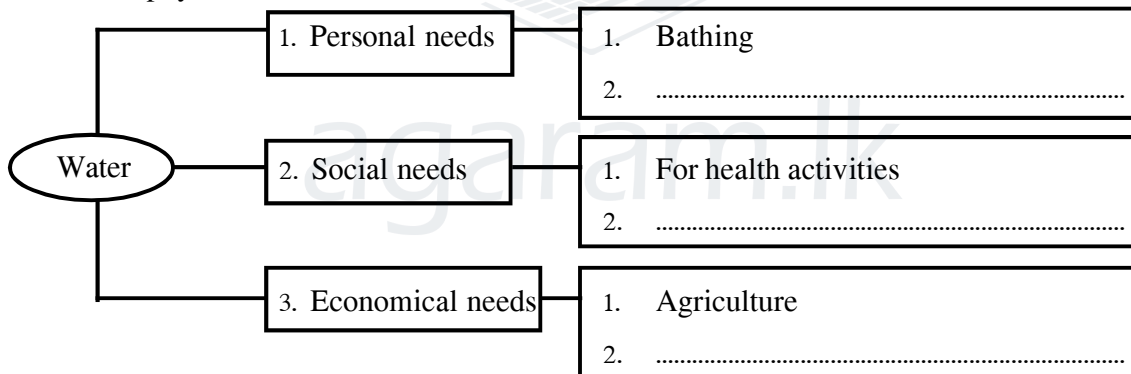 1. Personal needs
1. Bathing
2. ..............................................................................
Water
2. Social needs
1. For health activities
2. ..............................................................................
3. Economical needs
1. Agriculture
2. ..............................................................................
agaram.lk